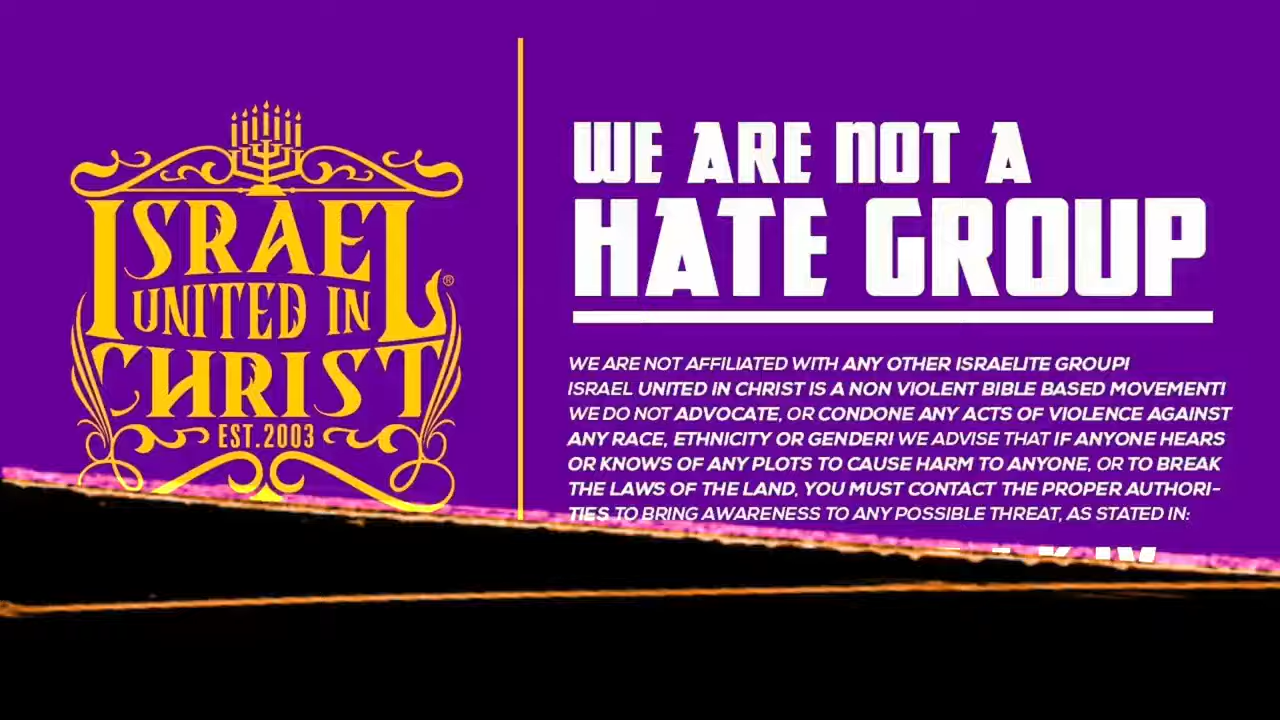 ISRAEL
UNITED IN
CHRIST
EST.2003
®
WE ARE NOT A
HATE GROUP
WE ARE NOT AFFILIATED WITH ANY OTHER ISRAELITE GROUP!
ISRAEL UNITED IN CHRIST IS A NON VIOLENT BIBLE BASED MOVEMENT!
WE DO NOT ADVOCATE, OR CONDONE ANY ACTS OF VIOLENCE AGAINST
ANY RACE, ETHNICITY OR GENDER! WE ADVISE THAT IF ANYONE HEARS
OR KNOWS OF ANY PLOTS TO CAUSE HARM TO ANYONE, OR TO BREAK
THE LAWS OF THE LAND, YOU MUST CONTACT THE PROPER AUTHORI-
TIES TO BRING AWARENESS TO ANY POSSIBLE THREAT, AS STATED IN: